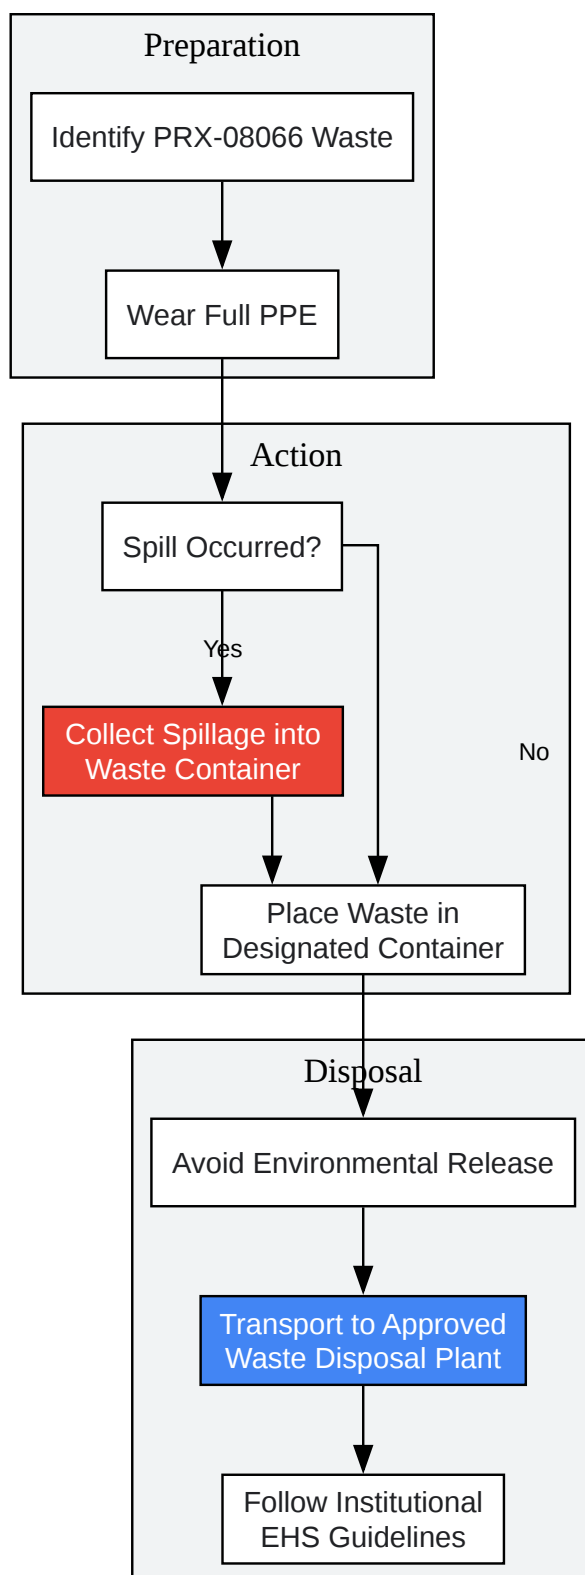 Preparation
Identify PRX-08066 Waste
Wear Full PPE
Action
Spill Occurred?
Yes
Collect Spillage into
Waste Container
No
Place Waste in
Designated Container
Disposal
Avoid Environmental Release
Transport to Approved
Waste Disposal Plant
Follow Institutional
EHS Guidelines